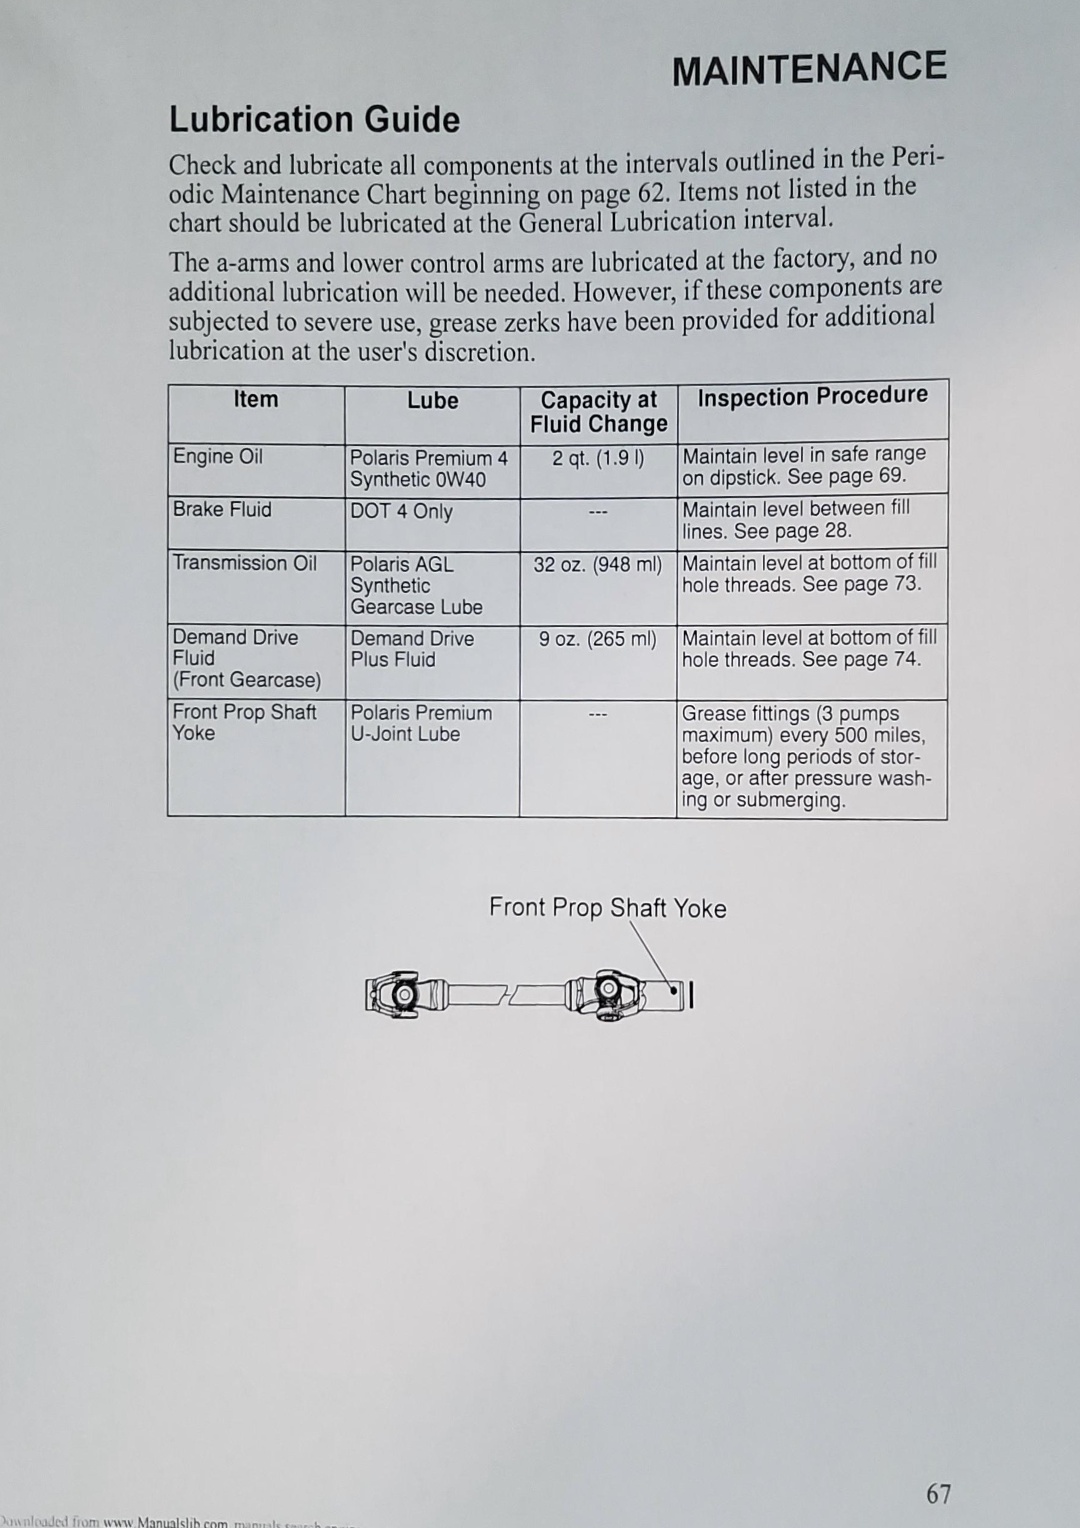 MAINTENANCE
Lubrication Guide
Check and lubricate all components at the intervals outlined in the Peri-
odic Maintenance Chart beginning on page 62. Items not listed in the
chart should be lubricated at the General Lubrication interval.
The a-arms and lower control arms are lubricated at the factory, and no
additional lubrication will be needed. However, if these components are
subjected to severe use, grease zerks have been provided for additional
lubrication at the user's discretion.
Item Lube Capacity at Inspection Procedure
Fluid Change
Engine Oil Polaris Premium 4 2 qt. (1.9 l) Maintain level in safe range
Synthetic 0W40 on dipstick. See page 69.
Brake Fluid DOT 4 Only --- Maintain level between fill
lines. See page 28.
Transmission Oil Polaris AGL 32 oz. (948 ml) Maintain level at bottom of fill
Synthetic hole threads. See page 73.
Gearcase Lube
Demand Drive Demand Drive 9 oz. (265 ml) Maintain level at bottom of fill
Fluid Plus Fluid hole threads. See page 74.
(Front Gearcase)
Front Prop Shaft Polaris Premium --- Grease fittings (3 pumps
Yoke U-Joint Lube maximum) every 500 miles,
before long periods of stor-
age, or after pressure wash-
ing or submerging.
Front Prop Shaft Yoke
67
Downloaded from www.Manualslib.com manuals search